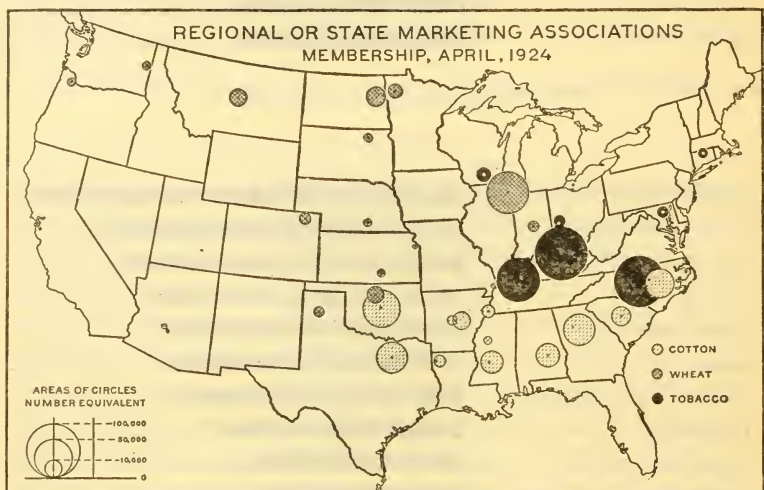 REGIONAL OR STATE MARKETING ASSOCIATIONS
MEMBERSHIP, APRIL, 1924
COTTON
WHEAT
TOBACCO
AREAS OF CIRCLES
NUMBER EQUIVALENT
100,000
50,000
10,000
0